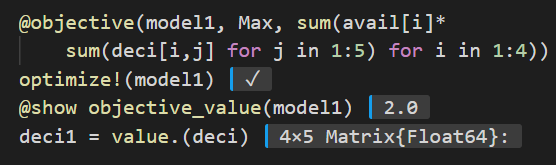 @objective(model1, Max, sum(avail[i]*
sum(deci[i,j] for j in 1:5) for i in 1:4))
optimize!(model1) ✓
@show objective_value(model1) 2.0
deci1 = value.(deci) 4×5 Matrix{Float64}: